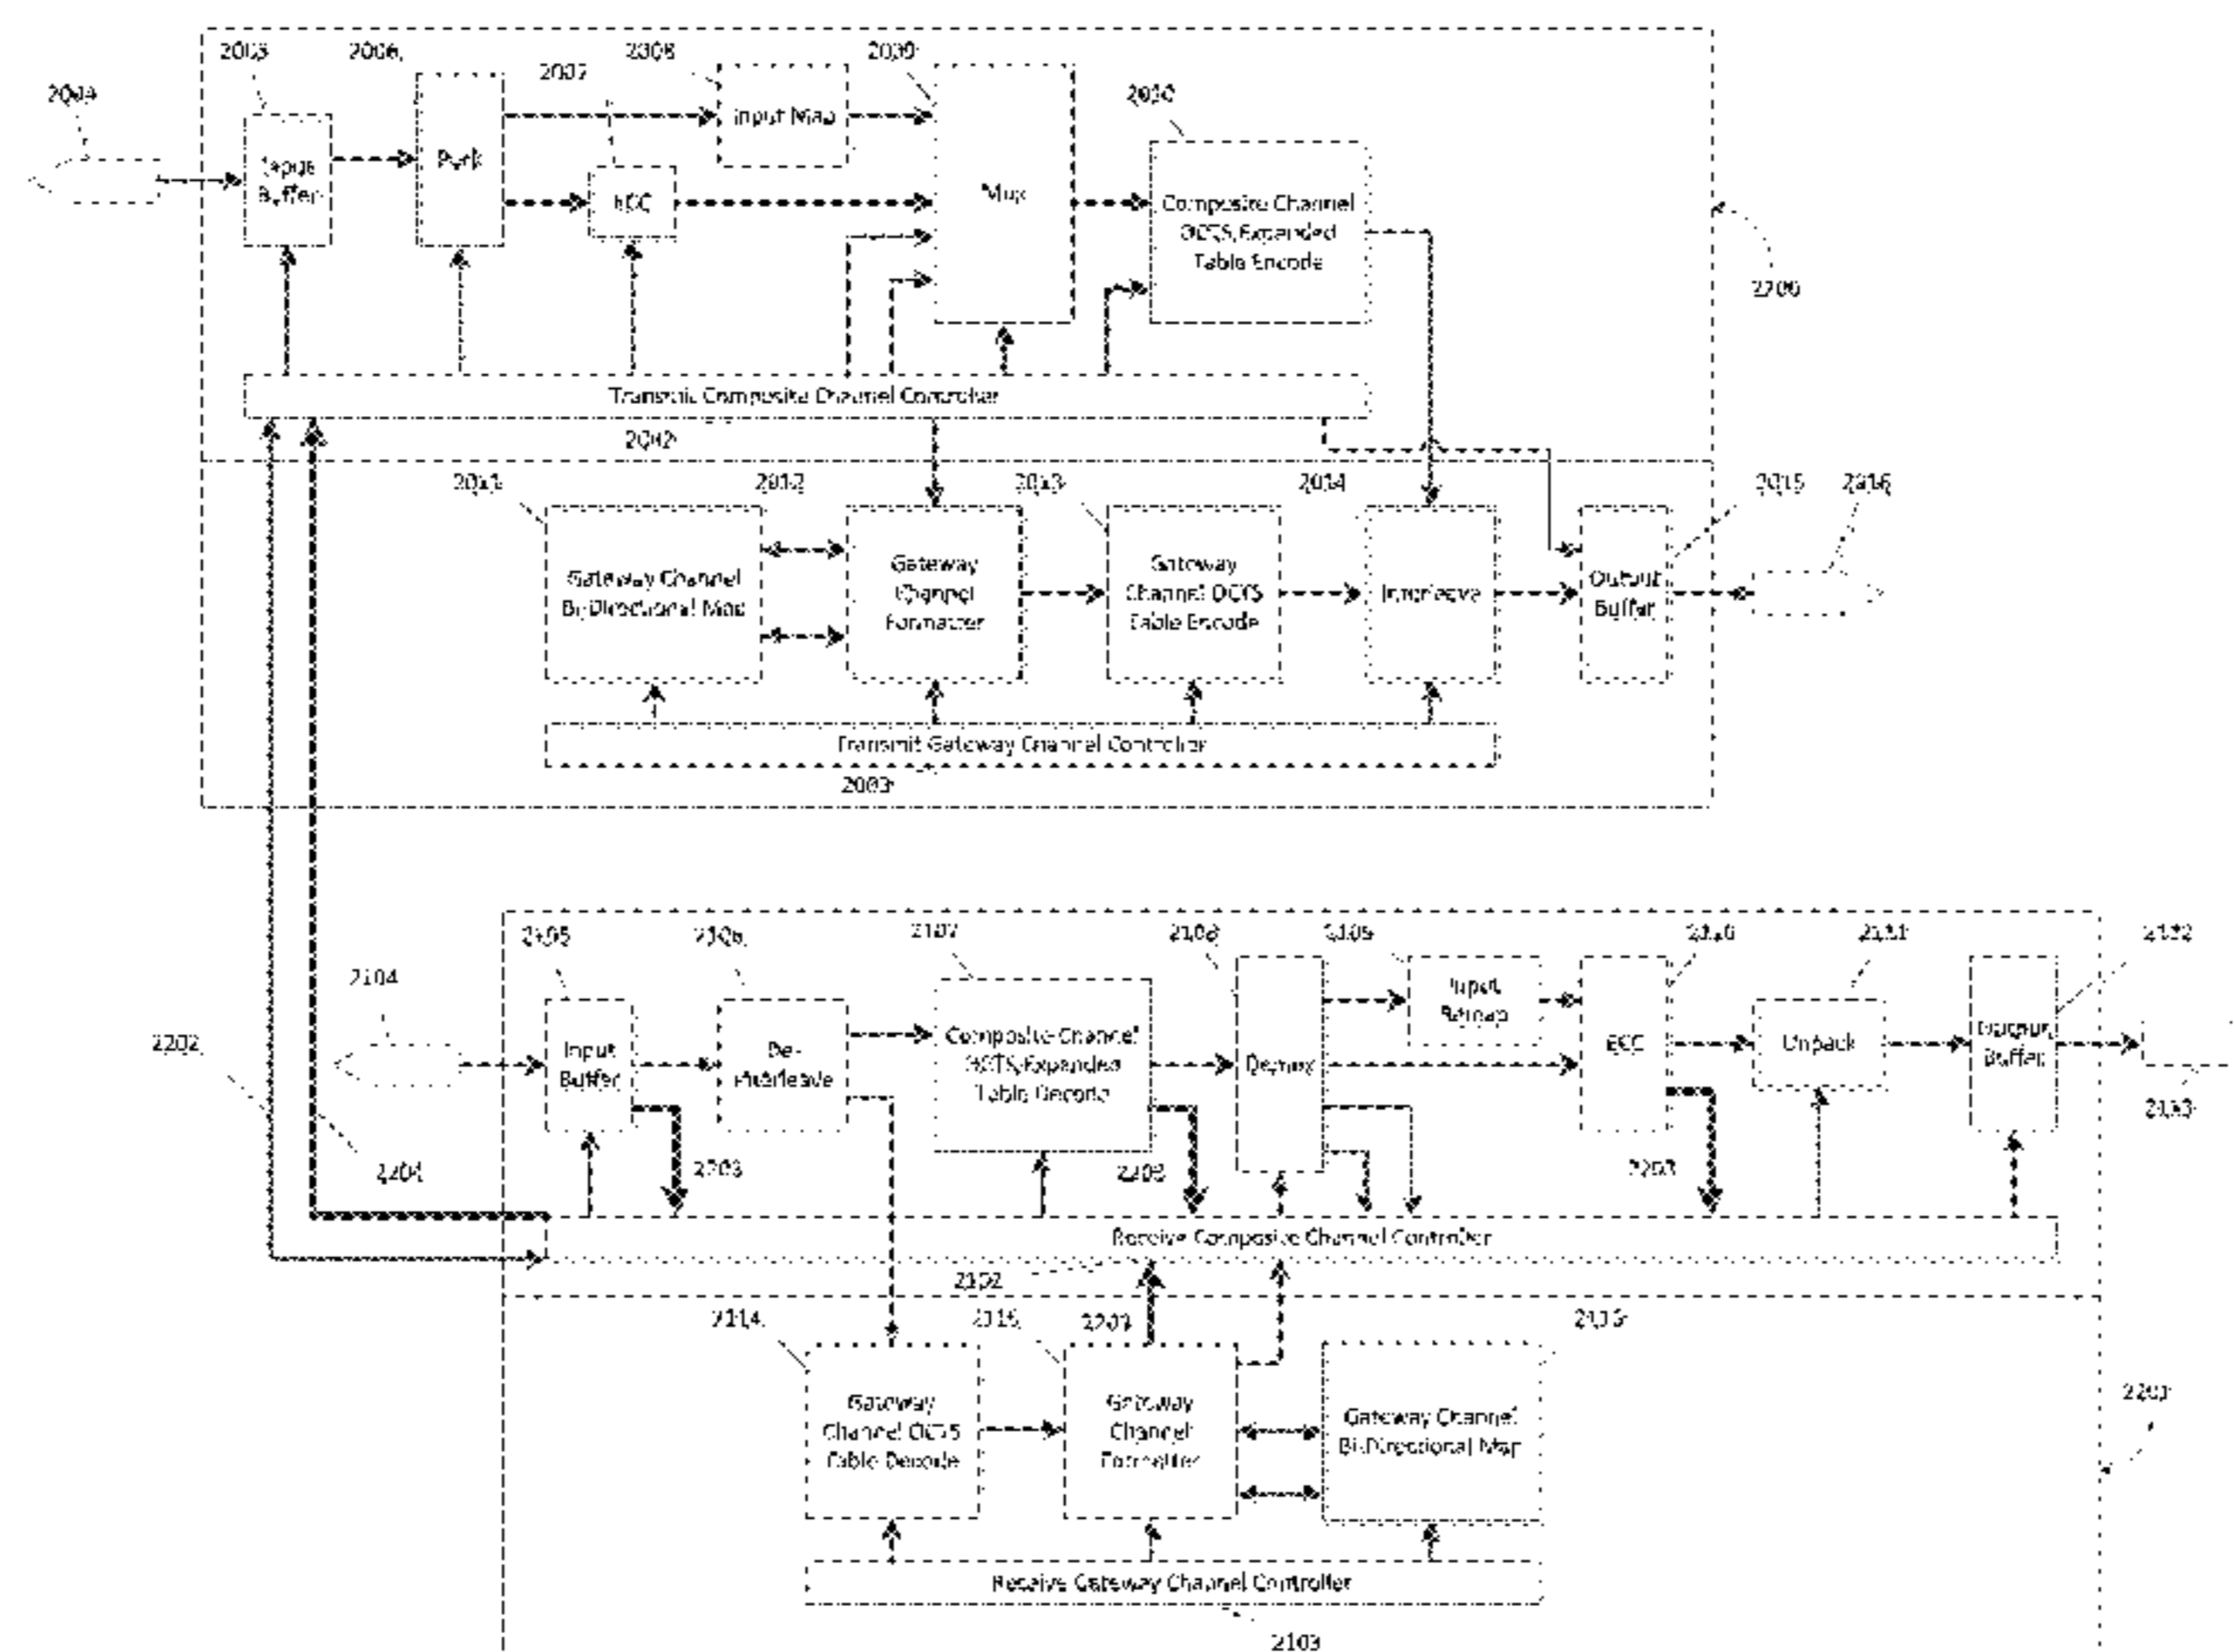 2005
2006
2008
2009
2007
2004
2010
Input Map
Pack
Input
Buffer
ECC
Mux
Composite Channel
OCTS Expanded
Table Encode
2200
Transmit Composite Channel Controller
2002
2011
2012
2013
2014
2015
2016
Gateway Channel
Bi-Directional Map
Gateway
Channel
Formatter
Gateway
Channel OCTS
Table Encode
Interleave
Output
Buffer
Transmit Gateway Channel Controller
2003
2105
2106
2107
2108
2109
2110
2111
2112
2104
2202
Input
Buffer
De-
interleave
Composite Channel
OCTS Expanded
Table Decode
Demux
Input
Remap
ECC
Unpack
Output
Buffer
2113
2204
2203
2203
2203
Receive Composite Channel Controller
2102
2114
2115
2203
Gateway
Channel OCTS
Table Decode
Gateway
Channel
Formatter
Gateway Channel
Bi-Directional Map
2201
Receive Gateway Channel Controller
2103